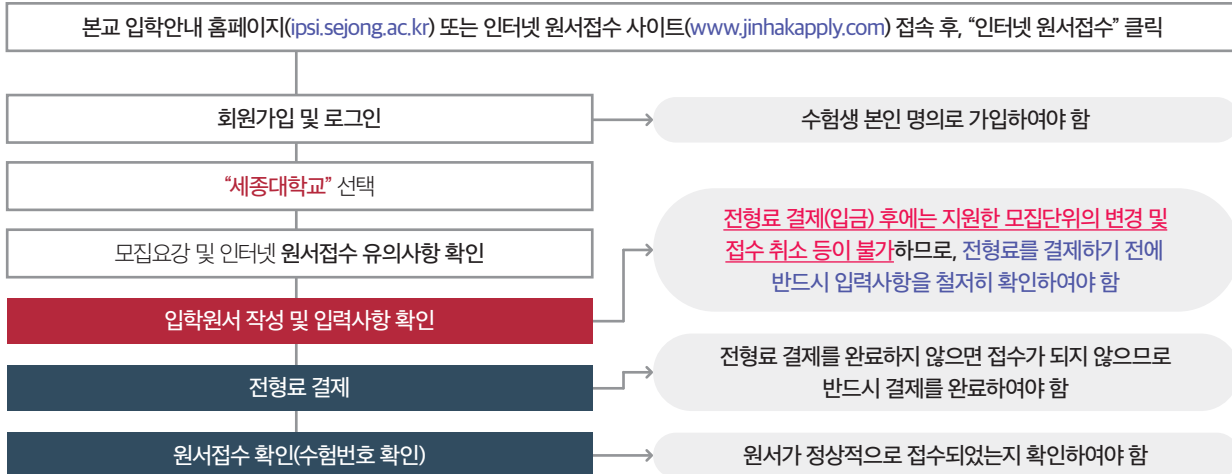 본교 입학안내 홈페이지(ipsi.sejong.ac.kr) 또는 인터넷 원서접수 사이트(www.jinhakapply.com) 접속 후, “인터넷 원서접수” 클릭
회원가입 및 로그인
수험생 본인 명의로 가입하여야 함
“세종대학교” 선택
모집요강 및 인터넷 원서접수 유의사항 확인
전형료 결제(입금) 후에는 지원한 모집단위의 변경 및
접수 취소 등이 불가하므로, 전형료를 결제하기 전에
반드시 입력사항을 철저히 확인하여야 함
입학원서 작성 및 입력사항 확인
전형료 결제
전형료 결제를 완료하지 않으면 접수가 되지 않으므로
반드시 결제를 완료하여야 함
원서접수 확인(수험번호 확인)
원서가 정상적으로 접수되었는지 확인하여야 함